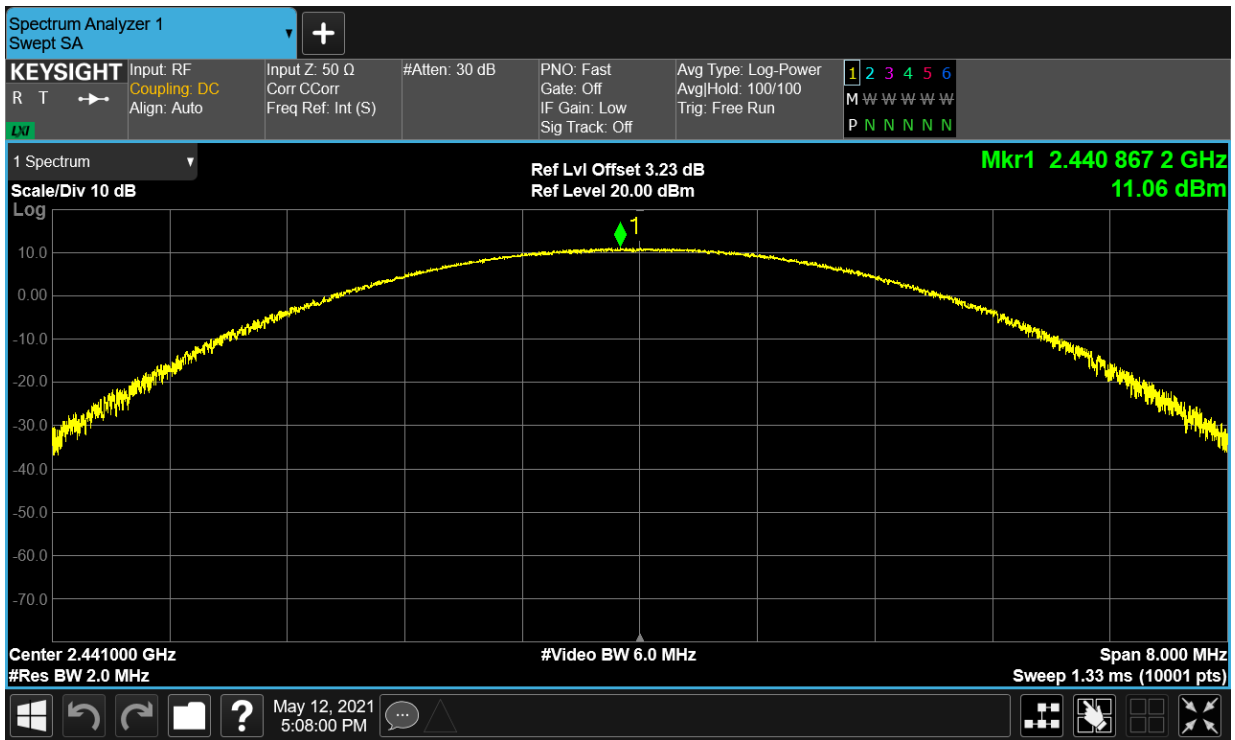 Spectrum Analyzer 1
Swept SA
KEYSIGHT
R T
LXI
Input: RF
Coupling: DC
Align: Auto
Input Z: 50 Ω
Corr CCorr
Freq Ref: Int (S)
#Atten: 30 dB
PNO: Fast
Gate: Off
IF Gain: Low
Sig Track: Off
Avg Type: Log-Power
Avg|Hold: 100/100
Trig: Free Run
1 2 3 4 5 6
M W W W W W
P N N N N N
1 Spectrum
Scale/Div 10 dB
Log
Ref Lvl Offset 3.23 dB
Ref Level 20.00 dBm
Mkr1 2.440 867 2 GHz
11.06 dBm
1
10.0
0.00
-10.0
-20.0
-30.0
-40.0
-50.0
-60.0
-70.0
Center 2.441000 GHz
#Res BW 2.0 MHz
#Video BW 6.0 MHz
Span 8.000 MHz
Sweep 1.33 ms (10001 pts)
?
May 12, 2021
5:08:00 PM